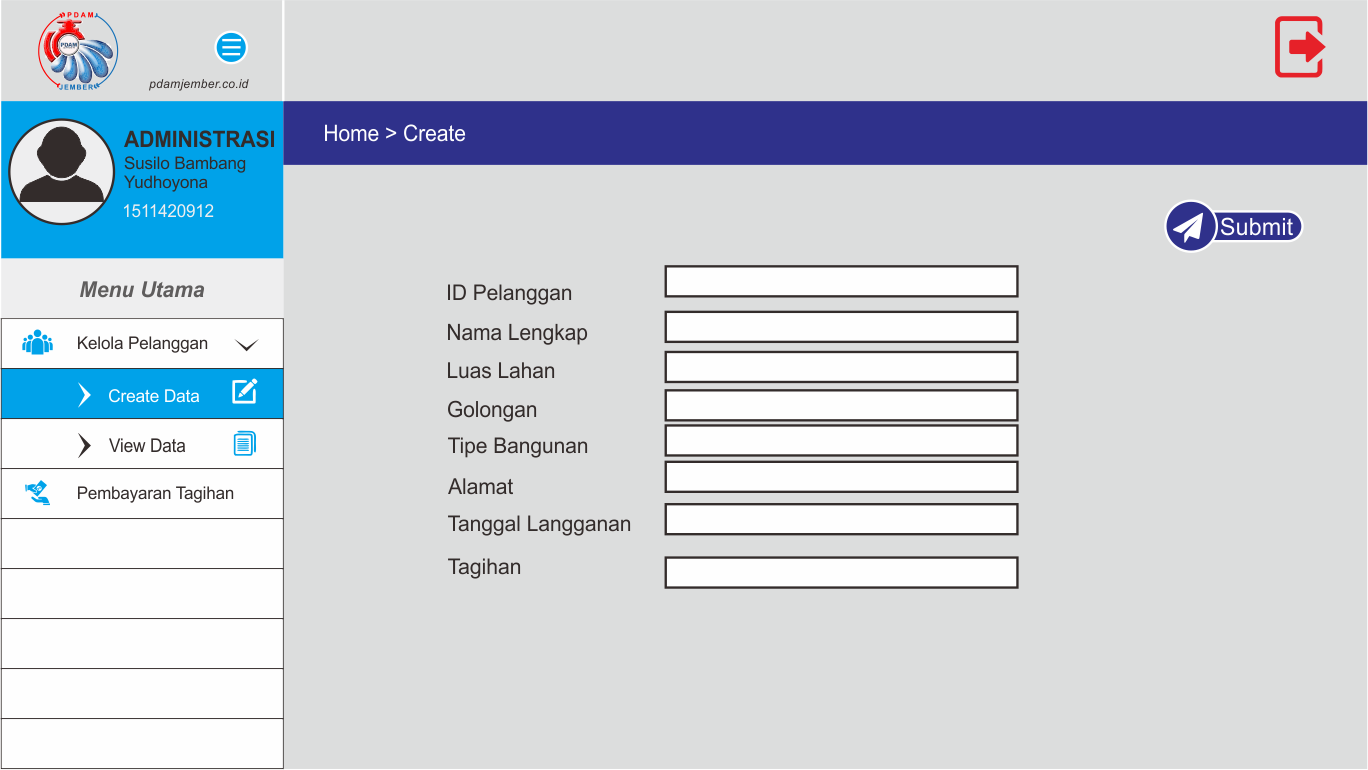 PDAM
PDAM
JEMBER
pdamjember.co.id
ADMINISTRASI
Susilo Bambang
Yudhoyona
1511420912
Menu Utama
Kelola Pelanggan
Create Data
View Data
Pembayaran Tagihan
Home > Create
Submit
ID Pelanggan
Nama Lengkap
Luas Lahan
Golongan
Tipe Bangunan
Alamat
Tanggal Langganan
Tagihan